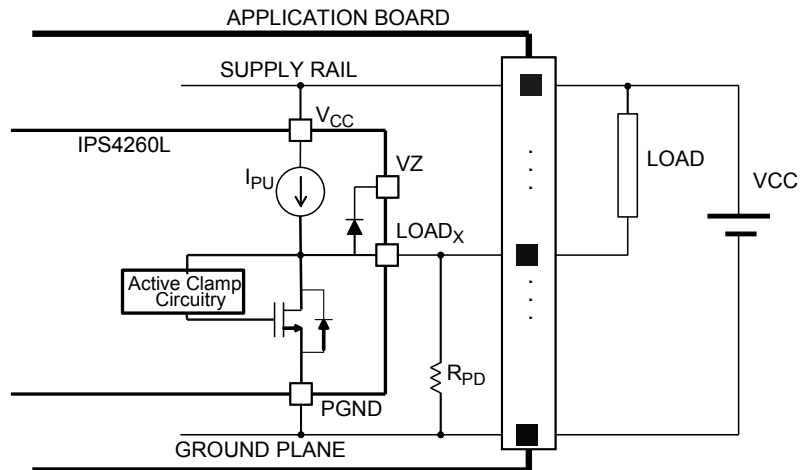 APPLICATION BOARD
SUPPLY RAIL
VCC
IPS4260L
VZ
IPU
LOAD
VCC
LOADX
Active Clamp
Circuitry
RPD
PGND
GROUND PLANE